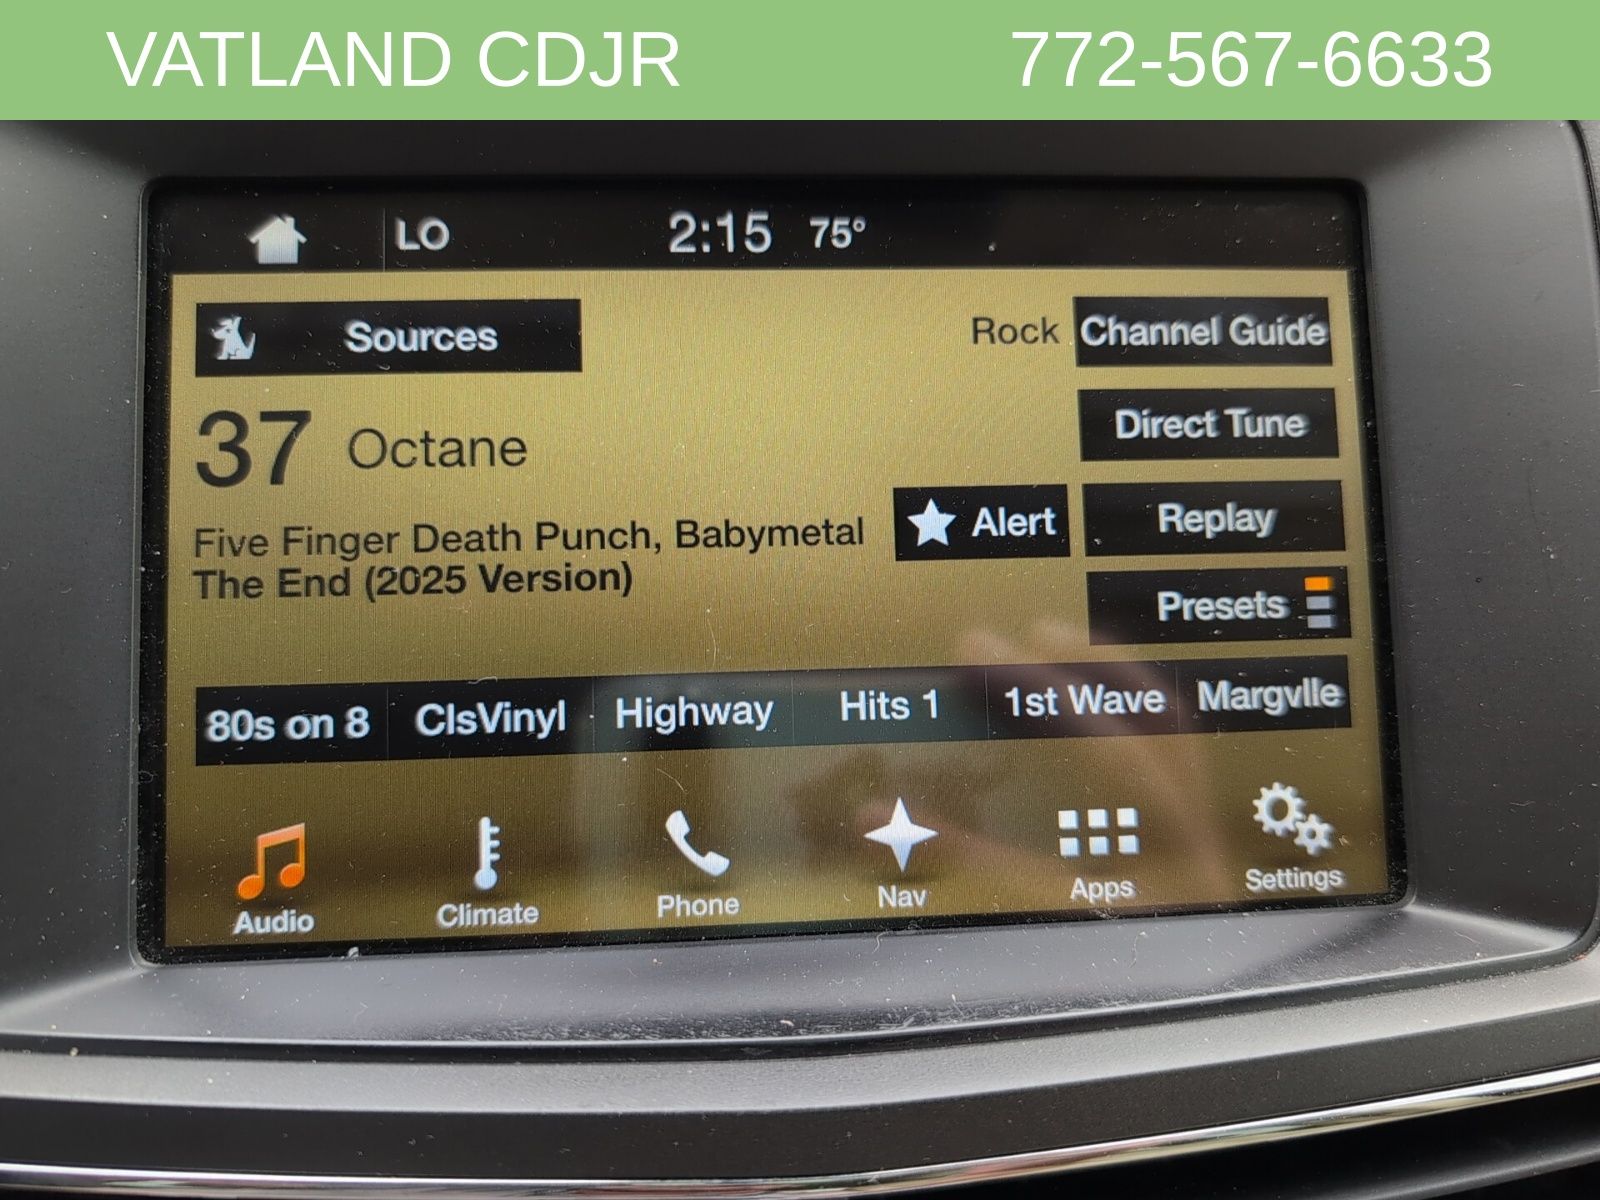 VATLAND CDJR 772-567-6633
LO 2:15 75°
Sources Rock Channel Guide
37 Octane Direct Tune
Five Finger Death Punch, Babymetal
The End (2025 Version)
Alert Replay
Presets
80s on 8 ClsVinyl Highway Hits 1 1st Wave Margvlle
Audio Climate Phone Nav Apps Settings